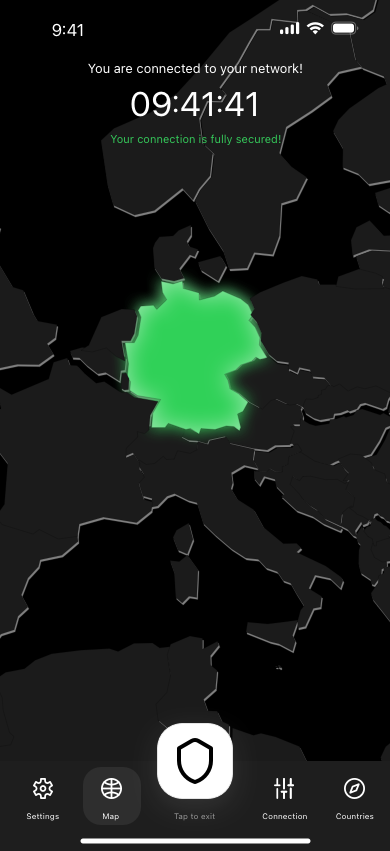 9:41
You are connected to your network!
09:41:41
Your connection is fully secured!
Settings
Map
Tap to exit
Connection
Countries